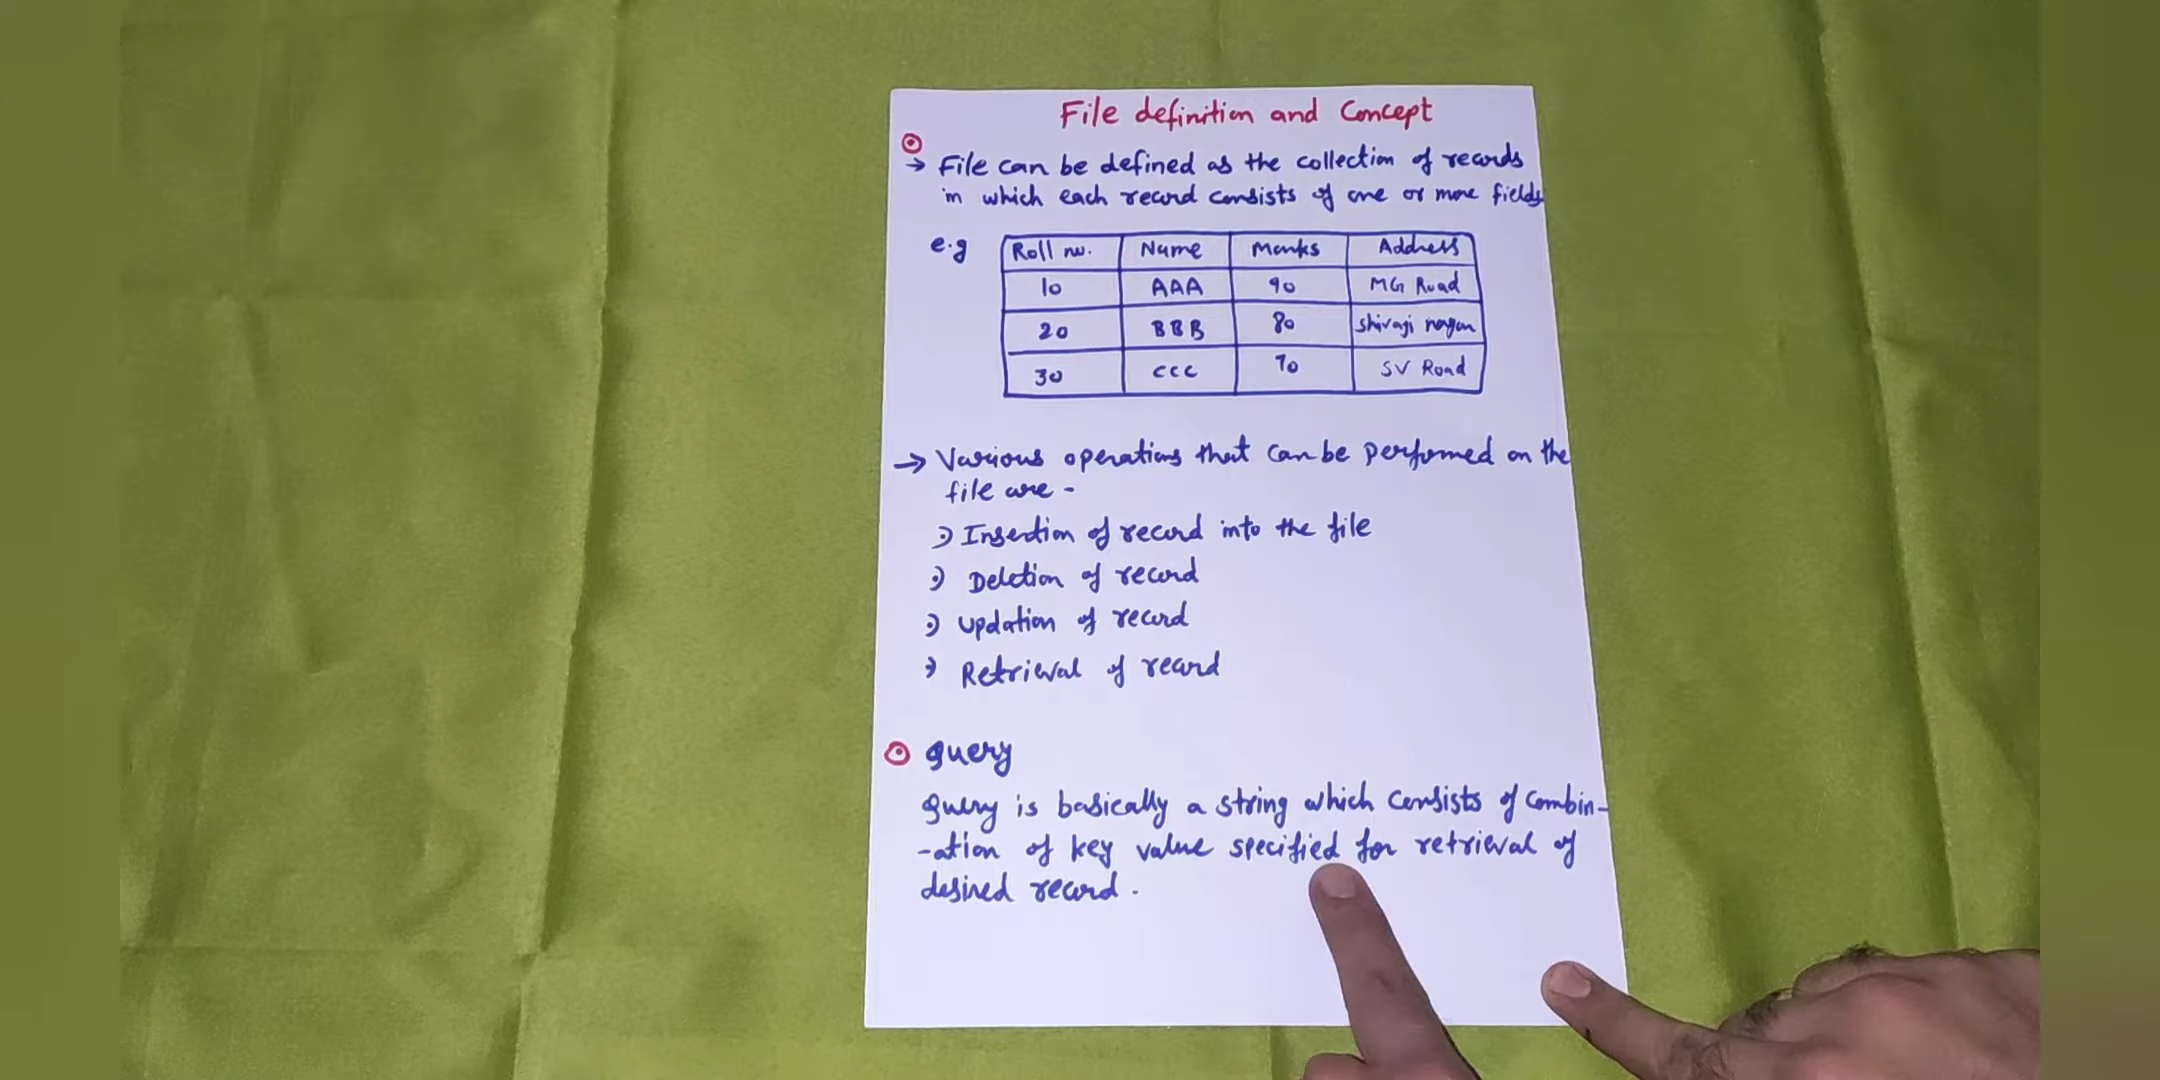 File definition and Concept
→ File can be defined as the collection of records
in which each record consists of one or more fields
e.g
Roll no. Name Marks Address
10 AAA 90 MG Road
20 BBB 80 Shivaji nagar
30 CCC 70 SV Road
→ Various operations that can be performed on the
file are -
Insertion of record into the file
Deletion of record
Updation of record
Retrieval of record
Query
Query is basically a string which consists of combin-
-ation of key value specified for retrieval of
desired record.